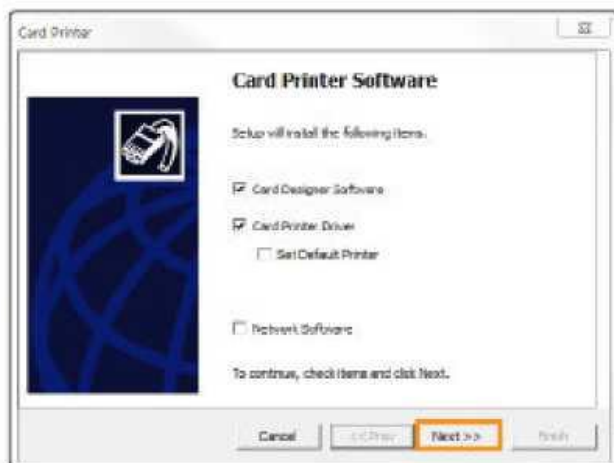 Card Printer
Card Printer Software
Setup will install the following items.
Card Designer Software
Card Printer Driver
Set Default Printer
Network Software
To continue, check items and click Next.
Cancel << Prev Next >> Finish